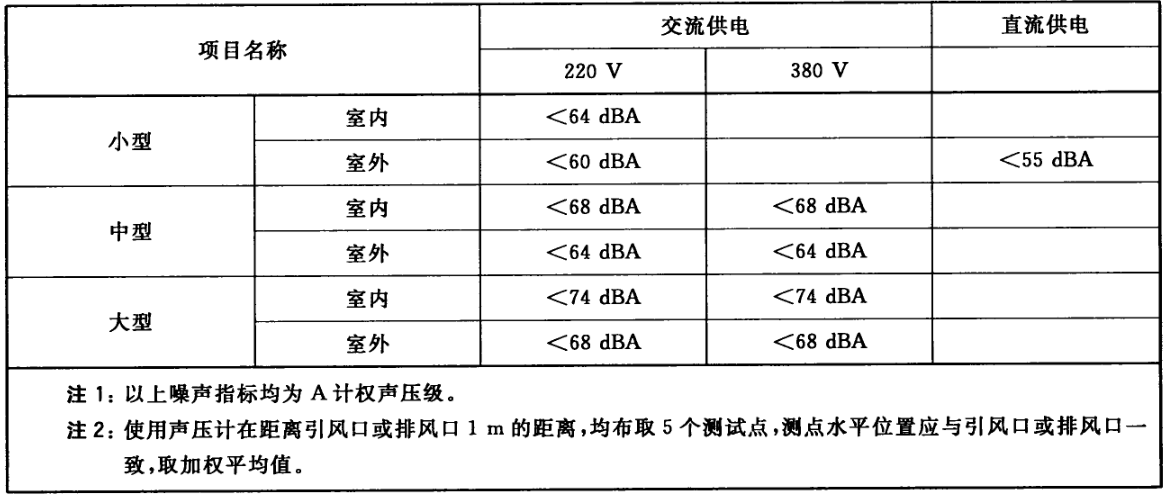 项目名称 交流供电 直流供电
220 V 380 V
小型 室内 <64 dBA
室外 <60 dBA <55 dBA
中型 室内 <68 dBA <68 dBA
室外 <64 dBA <64 dBA
大型 室内 <74 dBA <74 dBA
室外 <68 dBA <68 dBA
注 1: 以上噪声指标均为 A 计权声压级。
注 2: 使用声压计在距离引风口或排风口 1 m 的距离,均布取 5 个测试点,测点水平位置应与引风口或排风口一
致,取加权平均值。